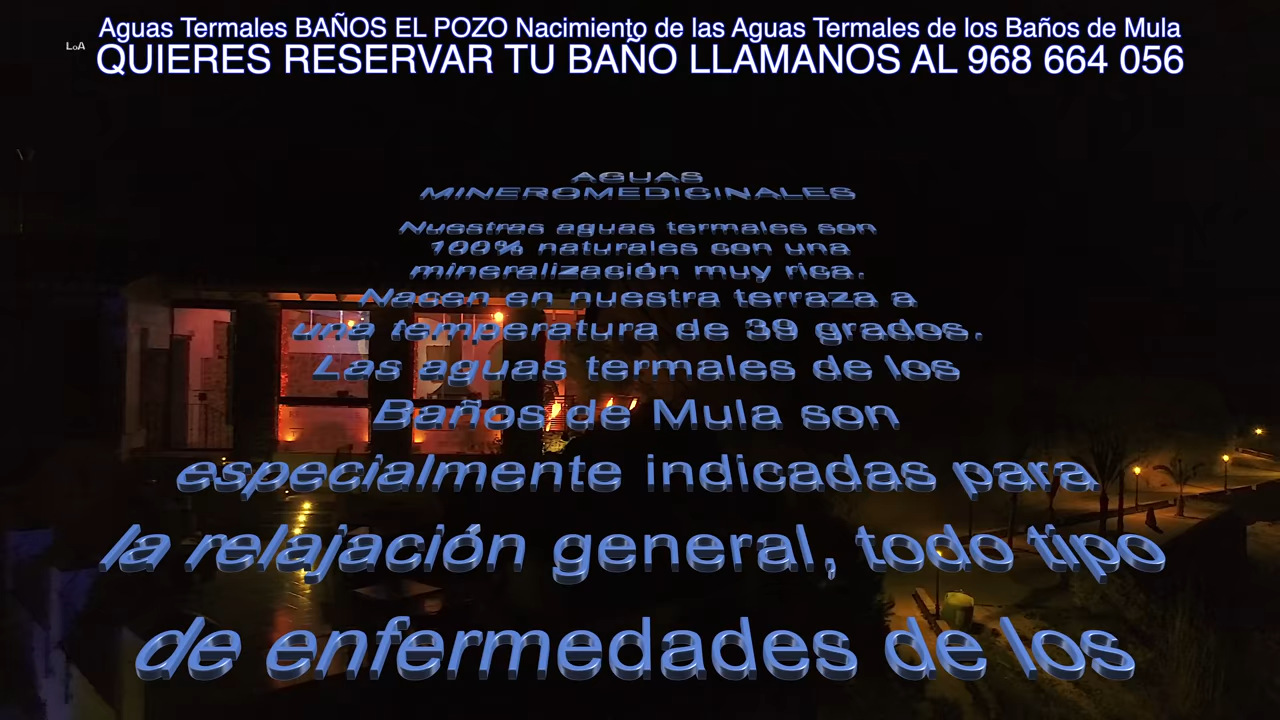 Aguas Termales BAÑOS EL POZO Nacimiento de las Aguas Termales de los Baños de Mula
LoA
QUIERES RESERVAR TU BAÑO LLAMANOS AL 968 664 056
AGUAS
MINEROMEDICINALES
Nuestras aguas termales son
100% naturales con una
mineralización muy rica.
Nacen en nuestra terraza a
una temperatura de 39 grados.
Las aguas termales de los
Baños de Mula son
especialmente indicadas para
la relajación general, todo tipo
de enfermedades de los